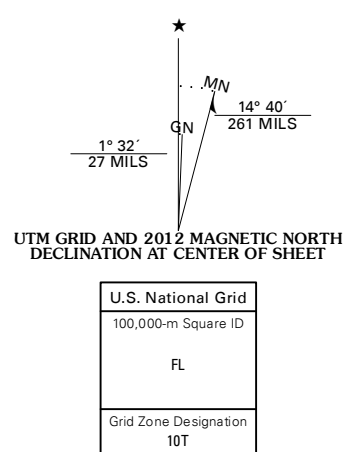 ★
MN
14° 40´
261 MILS
GN
1° 32´
27 MILS
UTM GRID AND 2012 MAGNETIC NORTH
DECLINATION AT CENTER OF SHEET
U.S. National Grid
100,000-m Square ID
FL
Grid Zone Designation
10T